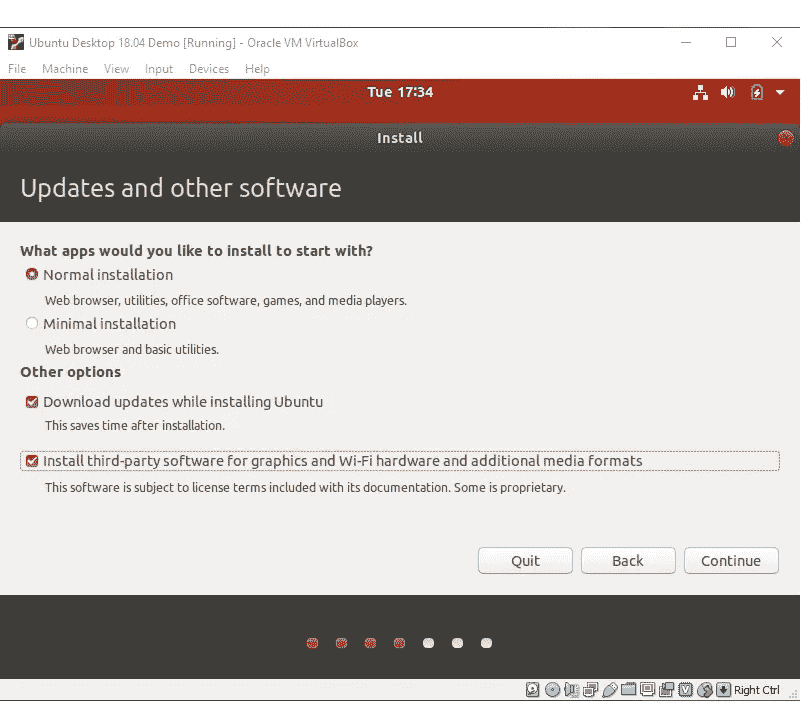 Ubuntu Desktop 18.04 Demo [Running] - Oracle VM VirtualBox
File Machine View Input Devices Help
Tue 17:34
Install
Updates and other software
What apps would you like to install to start with?
Normal installation
Web browser, utilities, office software, games, and media players.
Minimal installation
Web browser and basic utilities.
Other options
Download updates while installing Ubuntu
This saves time after installation.
Install third-party software for graphics and Wi-Fi hardware and additional media formats
This software is subject to license terms included with its documentation. Some is proprietary.
Quit Back Continue
Right Ctrl